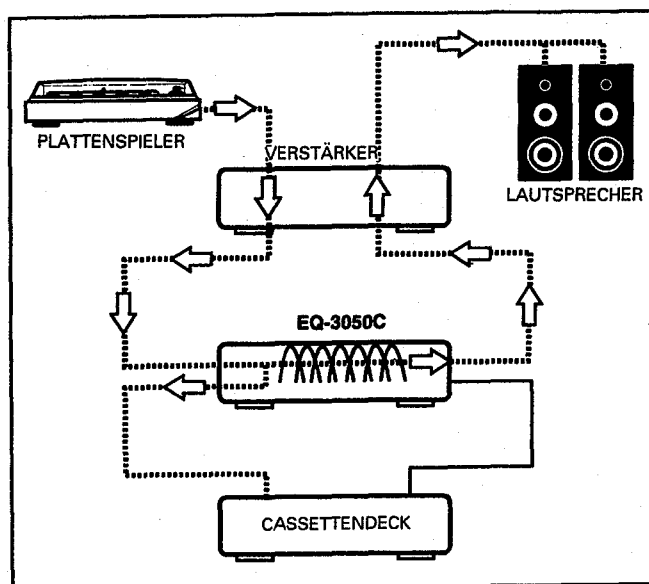 PLATTENSPIELER
VERSTÄRKER
LAUTSPRECHER
EQ-3050C
CASSETTENDECK